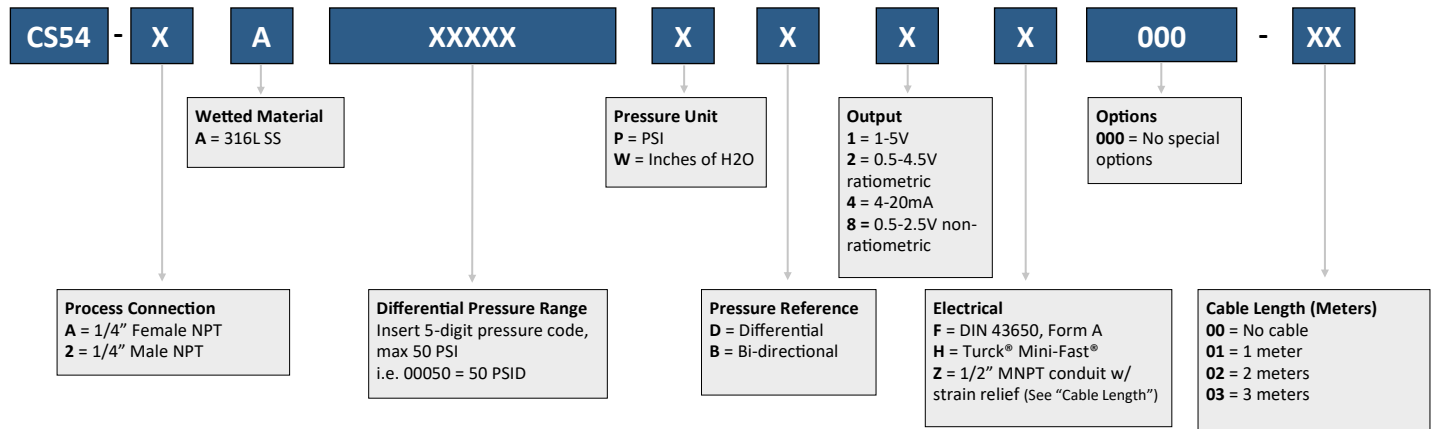 CS54 - X A XXXXX X X X X 000 - XX
Wetted Material
A = 316L SS
Pressure Unit
P = PSI
W = Inches of H2O
Output
1 = 1-5V
2 = 0.5-4.5V
ratiometric
4 = 4-20mA
8 = 0.5-2.5V non-
ratiometric
Options
000 = No special
options
Process Connection
A = 1/4” Female NPT
2 = 1/4” Male NPT
Differential Pressure Range
Insert 5-digit pressure code,
max 50 PSI
i.e. 00050 = 50 PSID
Pressure Reference
D = Differential
B = Bi-directional
Electrical
F = DIN 43650, Form A
H = Turck® Mini-Fast®
Z = 1/2” MNPT conduit w/
strain relief (See “Cable Length”)
Cable Length (Meters)
00 = No cable
01 = 1 meter
02 = 2 meters
03 = 3 meters